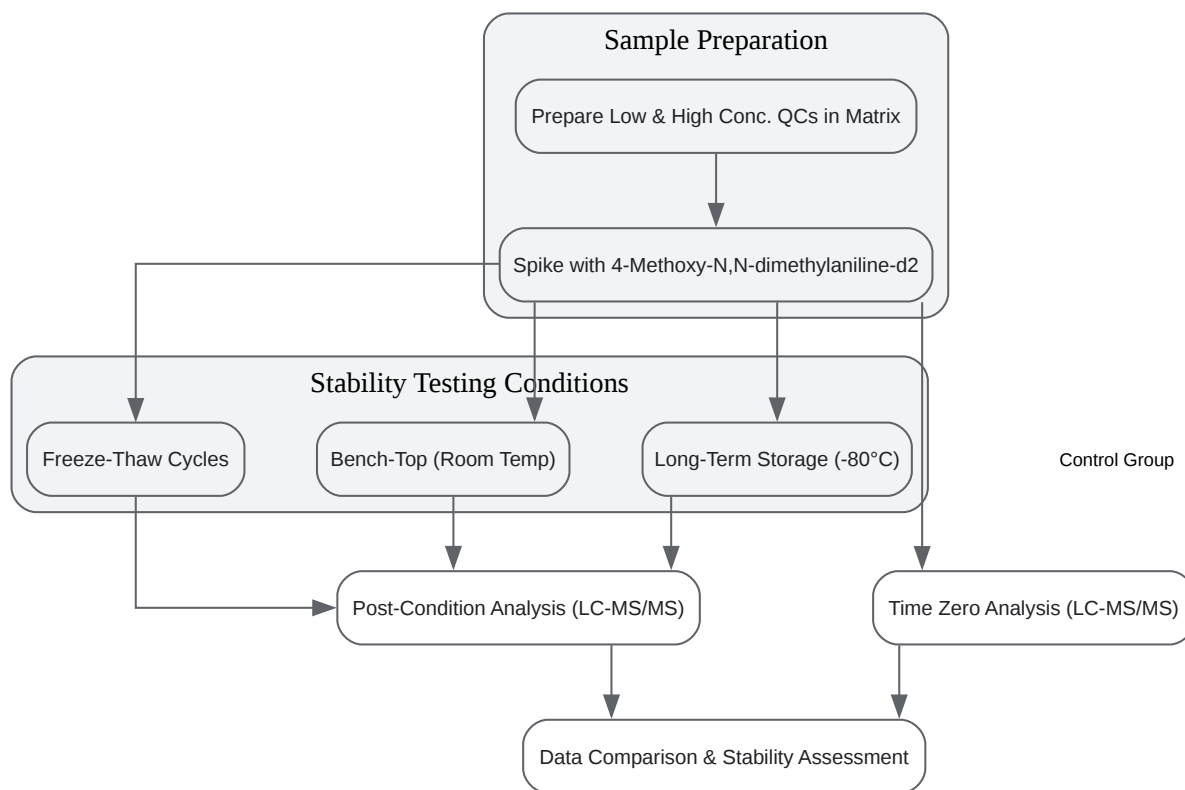 Sample Preparation
Prepare Low & High Conc. QCs in Matrix
Spike with 4-Methoxy-N,N-dimethylaniline-d2
Stability Testing Conditions
Freeze-Thaw Cycles
Bench-Top (Room Temp)
Long-Term Storage (-80°C)
Control Group
Post-Condition Analysis (LC-MS/MS)
Time Zero Analysis (LC-MS/MS)
Data Comparison & Stability Assessment